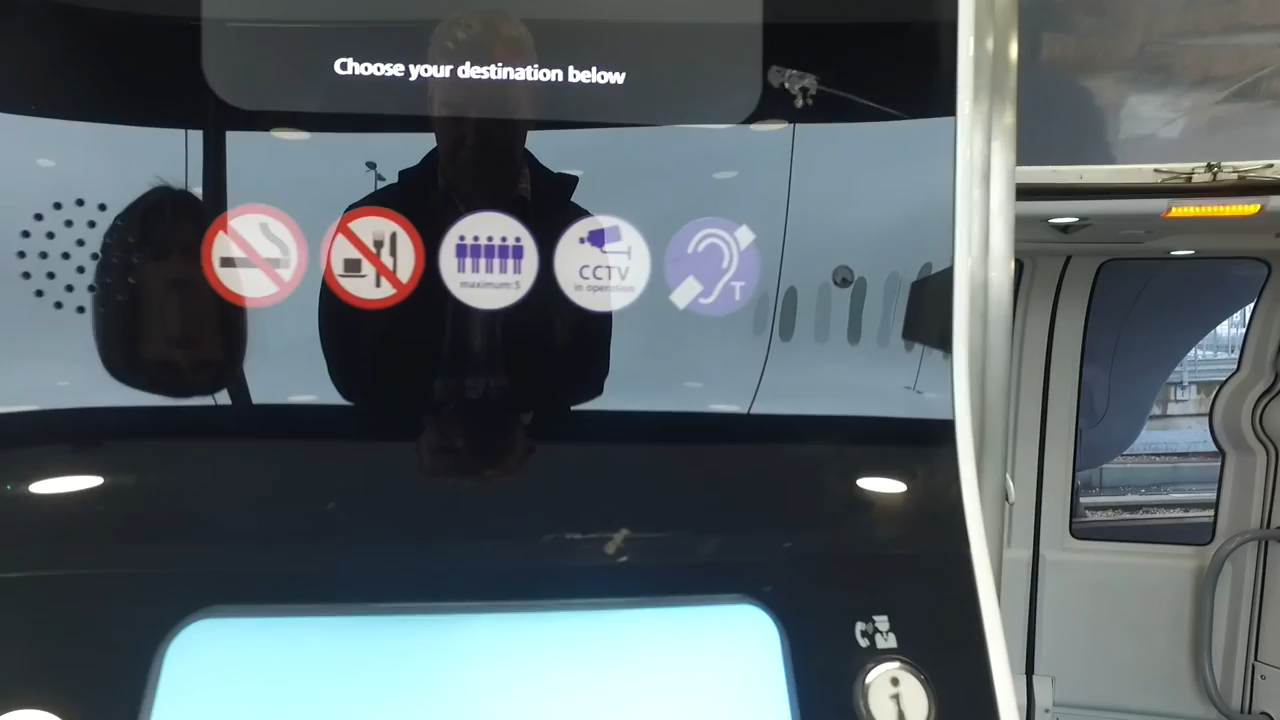 Choose your destination below
maximum:5
CCTV
in operation
T
i